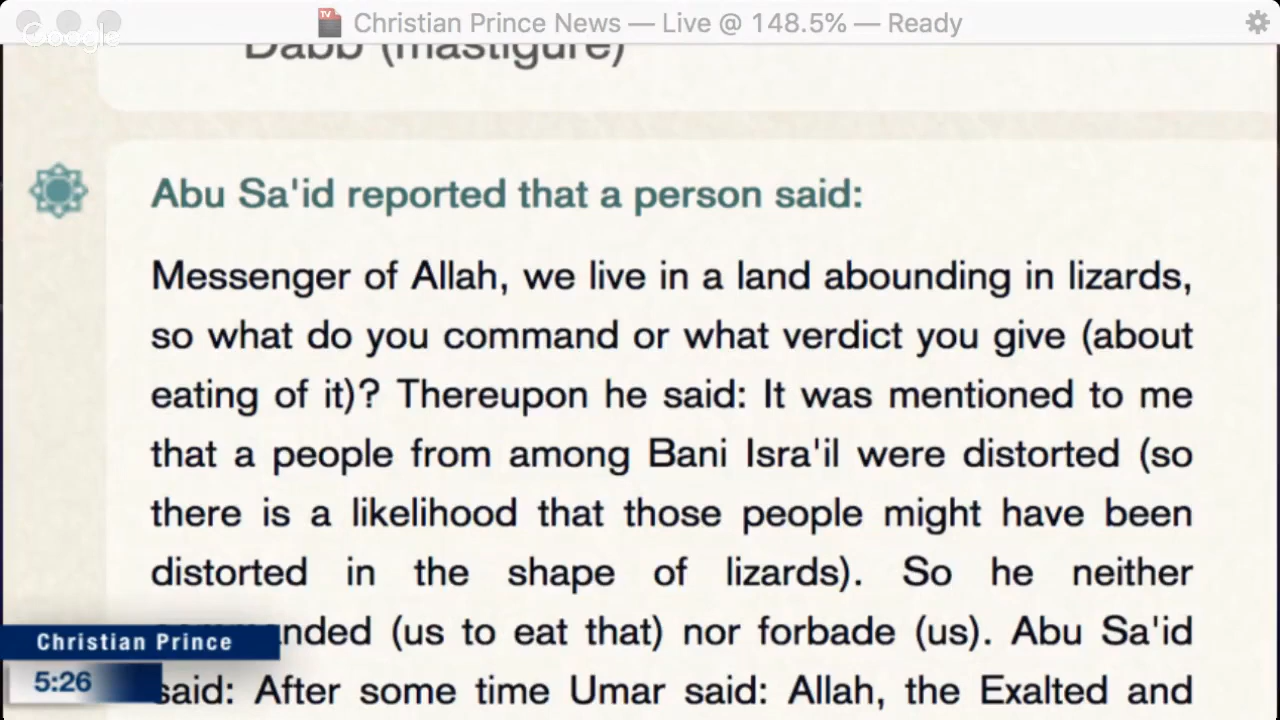 Christian Prince News — Live @ 148.5% — Ready
Google
Dabb (mastigure)
Abu Sa'id reported that a person said:
Messenger of Allah, we live in a land abounding in lizards,
so what do you command or what verdict you give (about
eating of it)? Thereupon he said: It was mentioned to me
that a people from among Bani Isra'il were distorted (so
there is a likelihood that those people might have been
distorted in the shape of lizards). So he neither
(us to eat that) nor forbade (us). Abu Sa'id
said: After some time Umar said: Allah, the Exalted and
Christian Prince
5:26